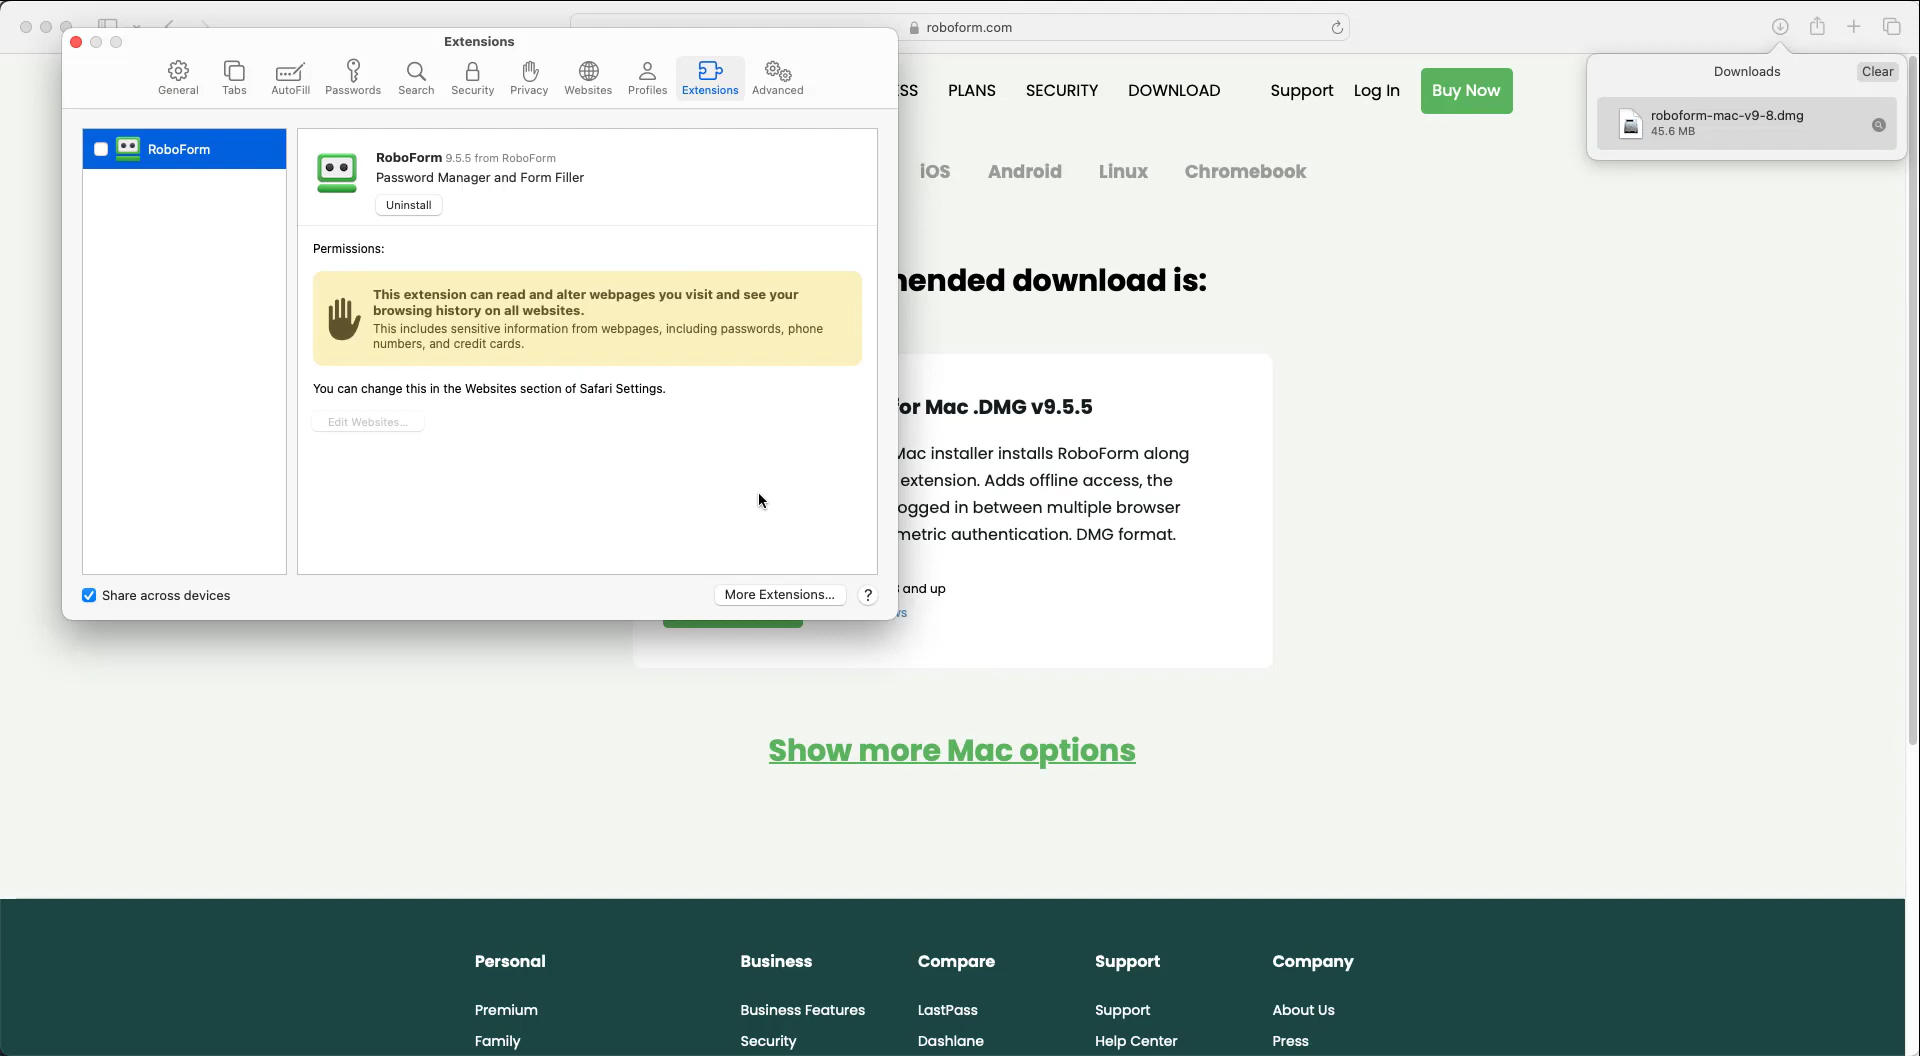 roboform.com
Extensions
General
Tabs
AutoFill
Passwords
Search
Security
Privacy
Websites
Profiles
Extensions
Advanced
SS
PLANS
SECURITY
DOWNLOAD
Support
Log In
Buy Now
Downloads
Clear
roboform-mac-v9-8.dmg
45.6 MB
iOS
Android
Linux
Chromebook
RoboForm
RoboForm 9.5.5 from RoboForm
Password Manager and Form Filler
Uninstall
Permissions:
This extension can read and alter webpages you visit and see your
browsing history on all websites.
This includes sensitive information from webpages, including passwords, phone
numbers, and credit cards.
You can change this in the Websites section of Safari Settings.
Edit Websites...
Share across devices
More Extensions...
?
ended download is:
or Mac .DMG v9.5.5
Mac installer installs RoboForm along
extension. Adds offline access, the
ogged in between multiple browser
metric authentication. DMG format.
and up
ws
Show more Mac options
Personal
Business
Compare
Support
Company
Premium
Business Features
LastPass
Support
About Us
Family
Security
Dashlane
Help Center
Press